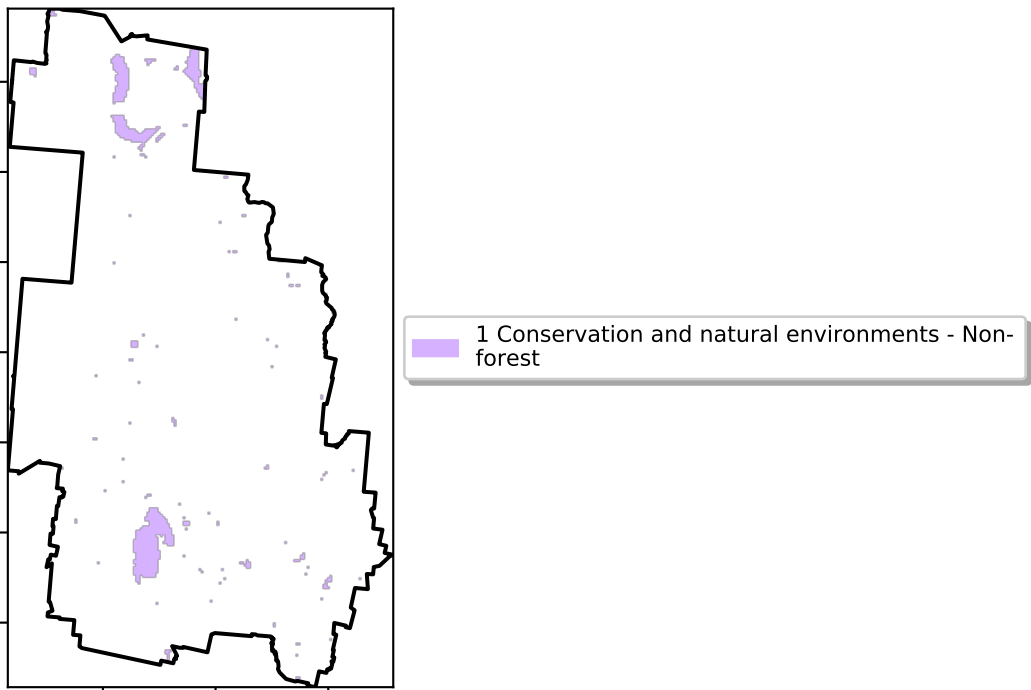 1 Conservation and natural environments - Non-
forest